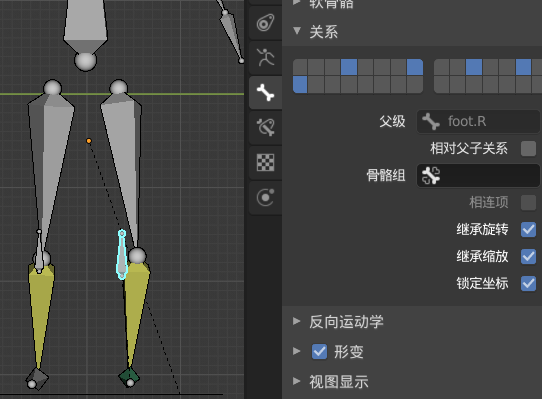 软骨骼
关系
父级 foot.R
相对父子关系
骨骼组
相连项
继承旋转
继承缩放
锁定坐标
反向运动学
形变
视图显示